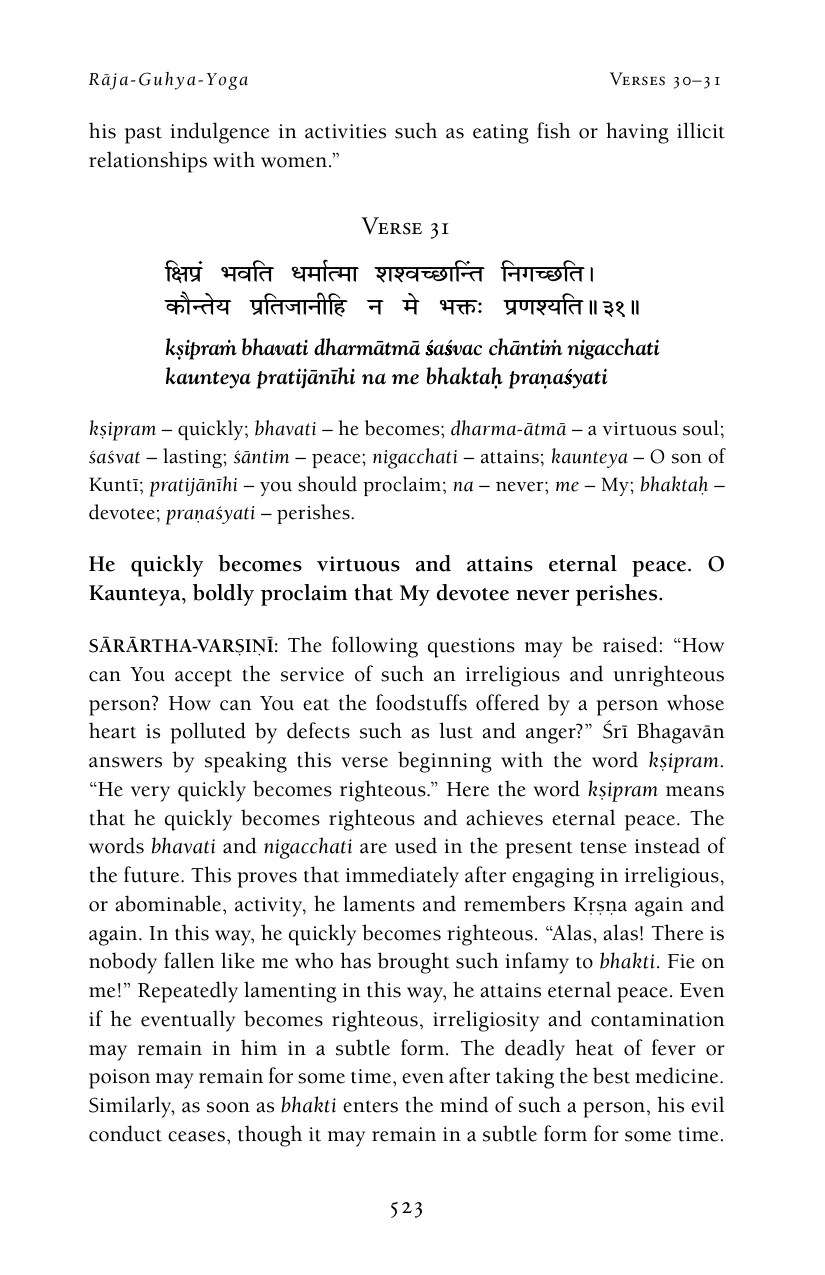 Rāja-Guhya-Yoga Verses 30–31
his past indulgence in activities such as eating fish or having illicit
relationships with women.”
Verse 31
क्षिप्रं भवति धर्मात्मा शश्वच्छान्तिं निगच्छति।
कौन्तेय प्रतिजानीहि न मे भक्तः प्रणश्यति॥३१॥
kṣipraṁ bhavati dharmātmā śaśvac chāntiṁ nigacchati
kaunteya pratijānīhi na me bhaktaḥ praṇaśyati
kṣipram – quickly; bhavati – he becomes; dharma-ātmā – a virtuous soul;
śaśvat – lasting; śāntim – peace; nigacchati – attains; kaunteya – O son of
Kuntī; pratijānīhi – you should proclaim; na – never; me – My; bhaktaḥ –
devotee; praṇaśyati – perishes.
He quickly becomes virtuous and attains eternal peace. O
Kaunteya, boldly proclaim that My devotee never perishes.
SĀRĀRTHA-VARṢIṆĪ: The following questions may be raised: “How
can You accept the service of such an irreligious and unrighteous
person? How can You eat the foodstuffs offered by a person whose
heart is polluted by defects such as lust and anger?” Śrī Bhagavān
answers by speaking this verse beginning with the word kṣipram.
“He very quickly becomes righteous.” Here the word kṣipram means
that he quickly becomes righteous and achieves eternal peace. The
words bhavati and nigacchati are used in the present tense instead of
the future. This proves that immediately after engaging in irreligious,
or abominable, activity, he laments and remembers Kṛṣṇa again and
again. In this way, he quickly becomes righteous. “Alas, alas! There is
nobody fallen like me who has brought such infamy to bhakti. Fie on
me!” Repeatedly lamenting in this way, he attains eternal peace. Even
if he eventually becomes righteous, irreligiosity and contamination
may remain in him in a subtle form. The deadly heat of fever or
poison may remain for some time, even after taking the best medicine.
Similarly, as soon as bhakti enters the mind of such a person, his evil
conduct ceases, though it may remain in a subtle form for some time.
523